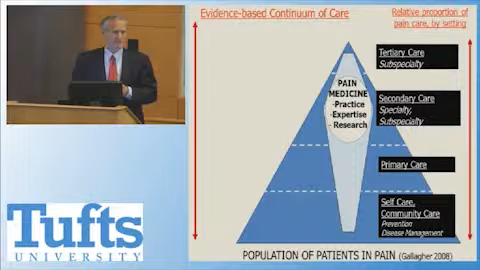 Evidence-based Continuum of Care
Relative proportion of
pain care, by setting
Tertiary Care
Subspecialty
PAIN
MEDICINE
-Practice
-Expertise
- Research
Secondary Care
Specialty,
Subspecialty
Primary Care
Self Care,
Community Care
Prevention
Disease Management
POPULATION OF PATIENTS IN PAIN (Gallagher 2008)
Tufts
UNIVERSITY